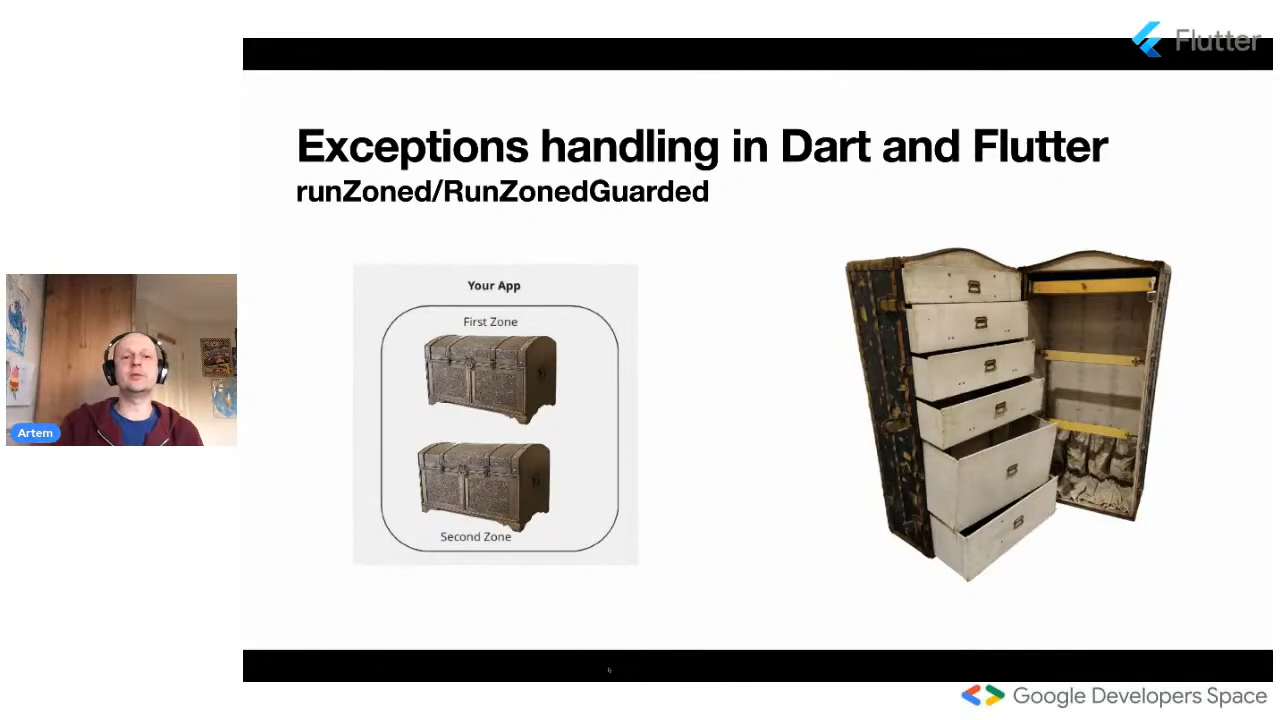 Flutter
Exceptions handling in Dart and Flutter
runZoned/RunZonedGuarded
Your App
First Zone
Second Zone
Artem
Google Developers Space